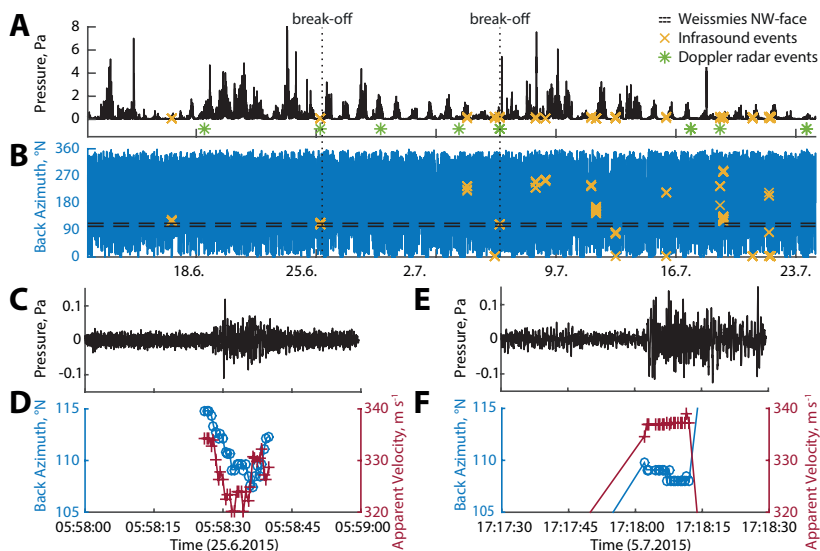 break-off
break-off
Weissmies NW-face
Infrasound events
Doppler radar events
A
Pressure, Pa
8
6
4
2
0
B
Back Azimuth, °N
360
270
180
90
0
18.6.
25.6.
2.7.
9.7.
16.7.
23.7.
C
Pressure, Pa
0.1
0
-0.1
E
Pressure, Pa
0.1
0
-0.1
D
Back Azimuth, °N
115
110
105
340
330
320
Apparent Velocity, m s⁻¹
05:58:00
05:58:15
05:58:30
05:58:45
05:59:00
Time (25.6.2015)
F
Back Azimuth, °N
115
110
105
340
330
320
Apparent Velocity, m s⁻¹
17:17:30
17:17:45
17:18:00
17:18:15
17:18:30
Time (5.7.2015)